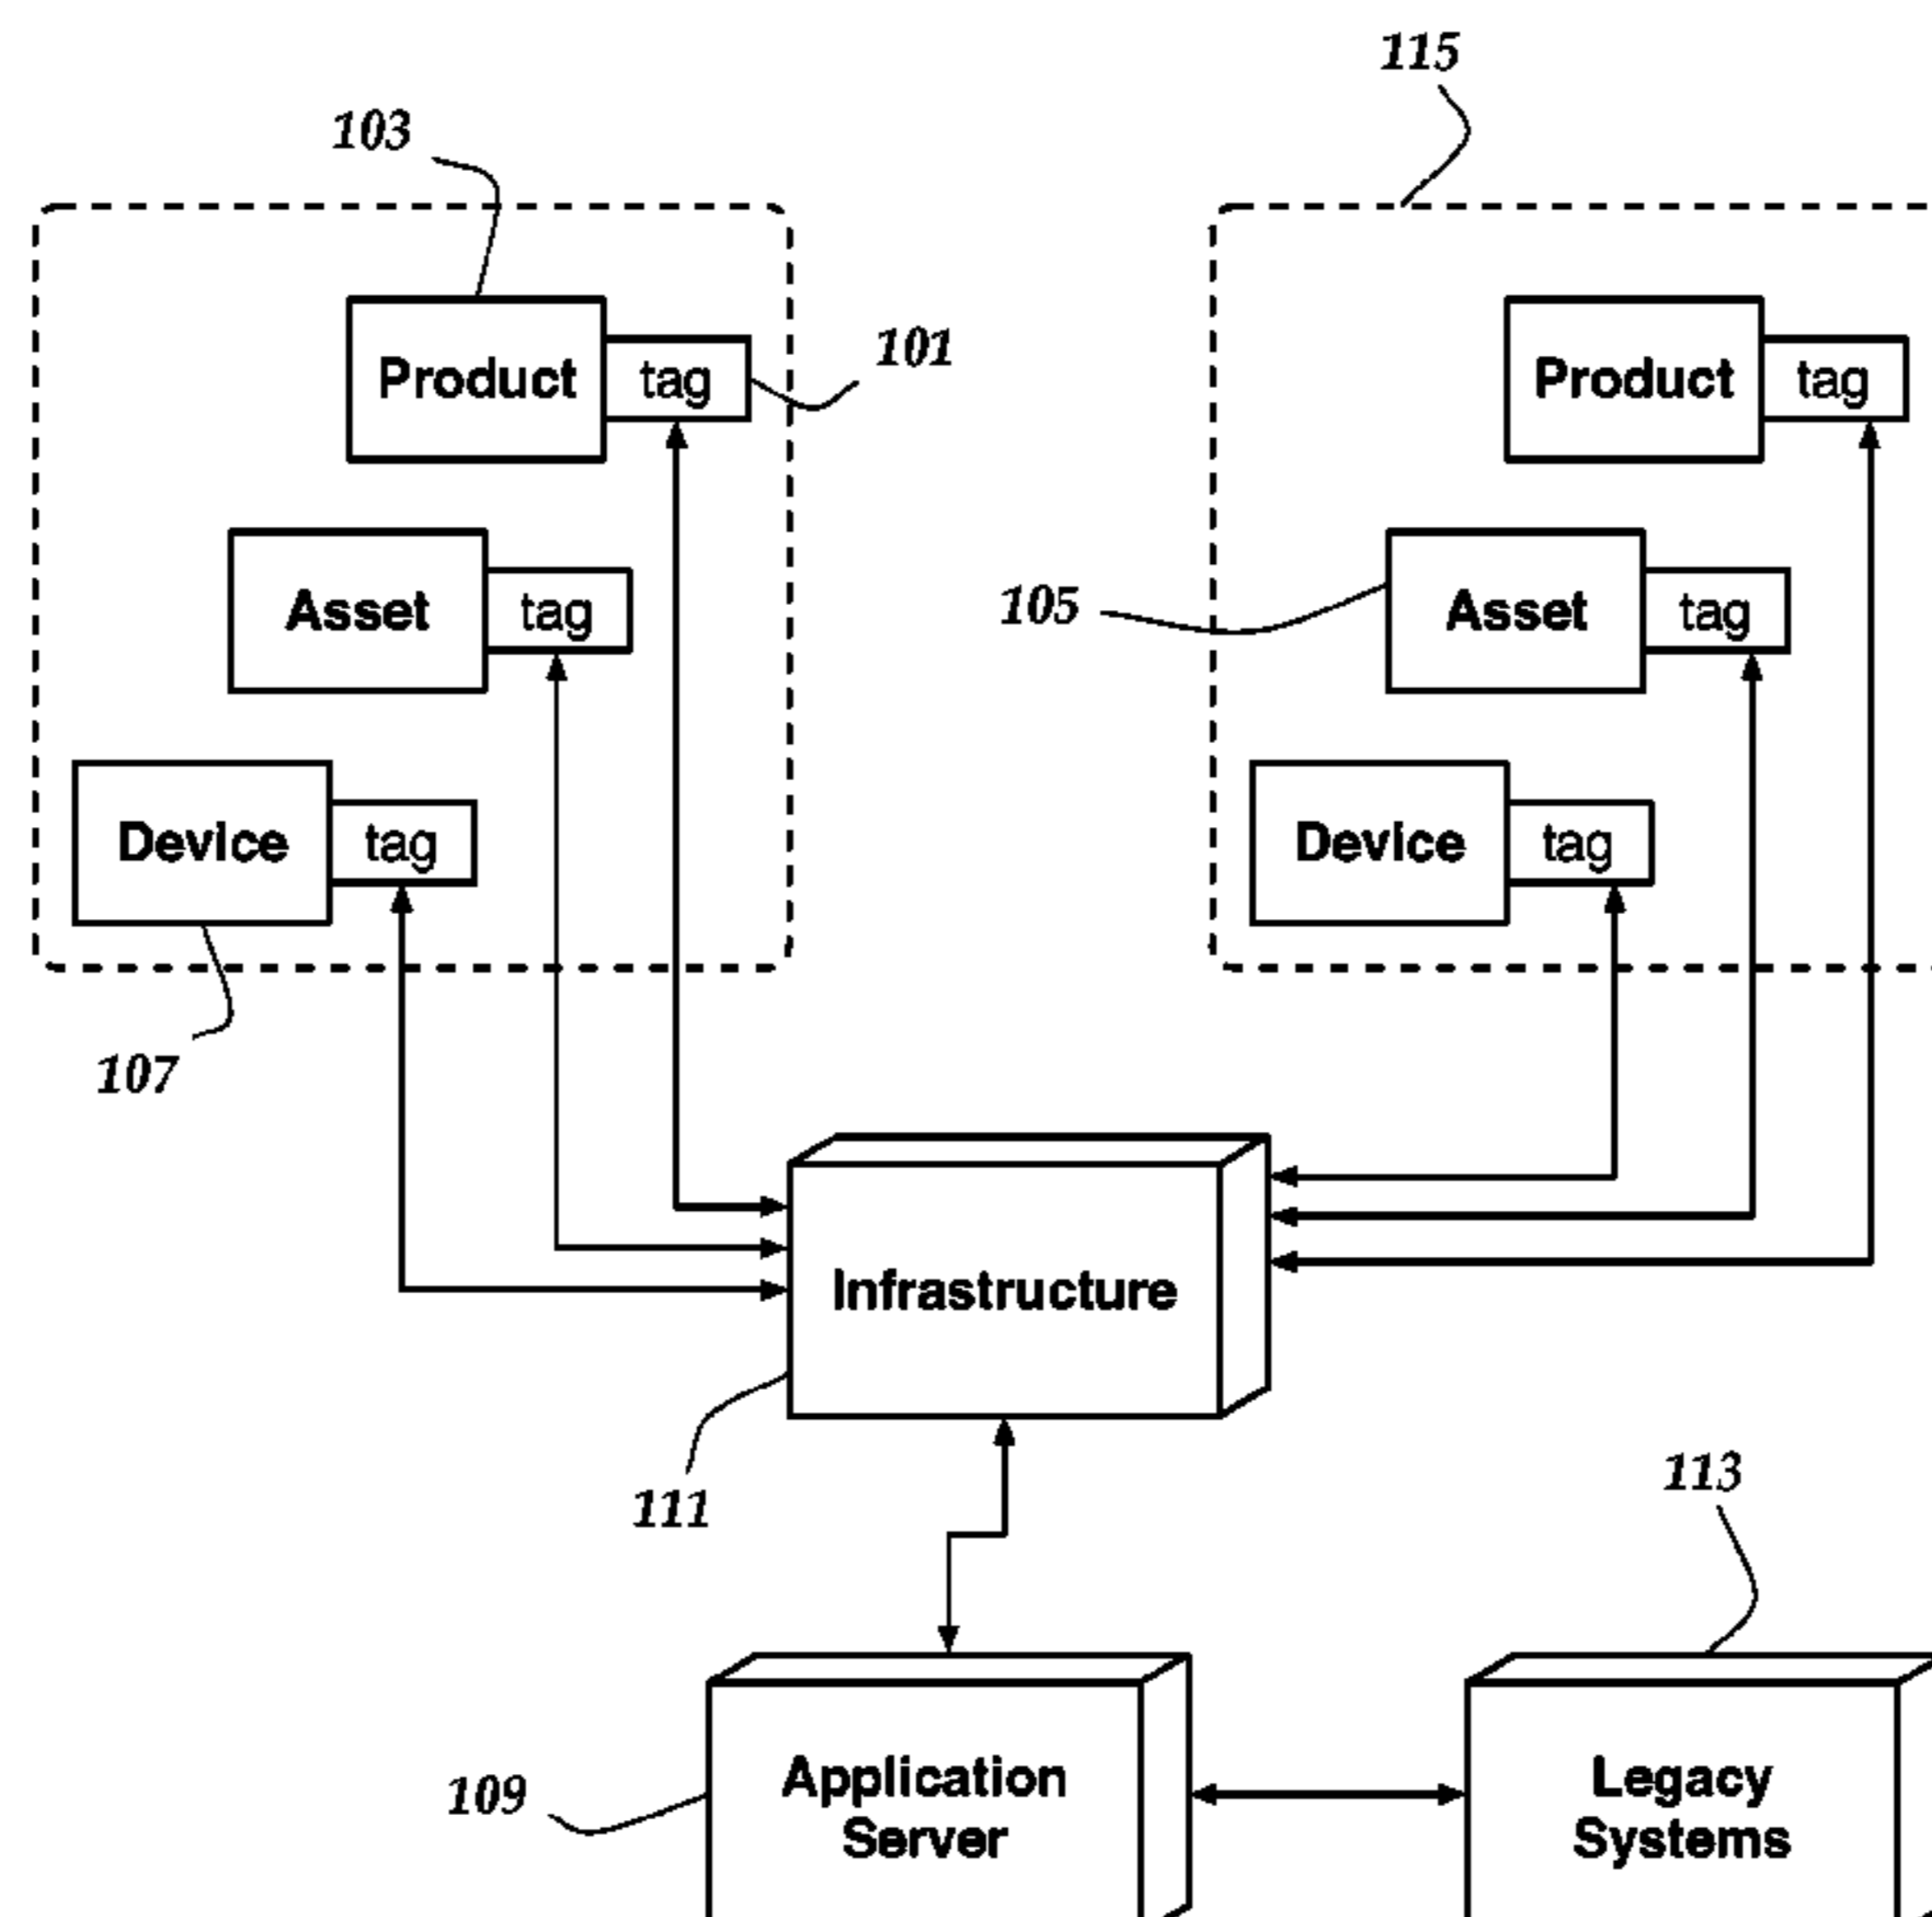 115
103
101
Product
tag
Product
tag
105
Asset
tag
Asset
tag
Device
tag
Device
tag
107
Infrastructure
111
113
109
Application
Server
Legacy
Systems